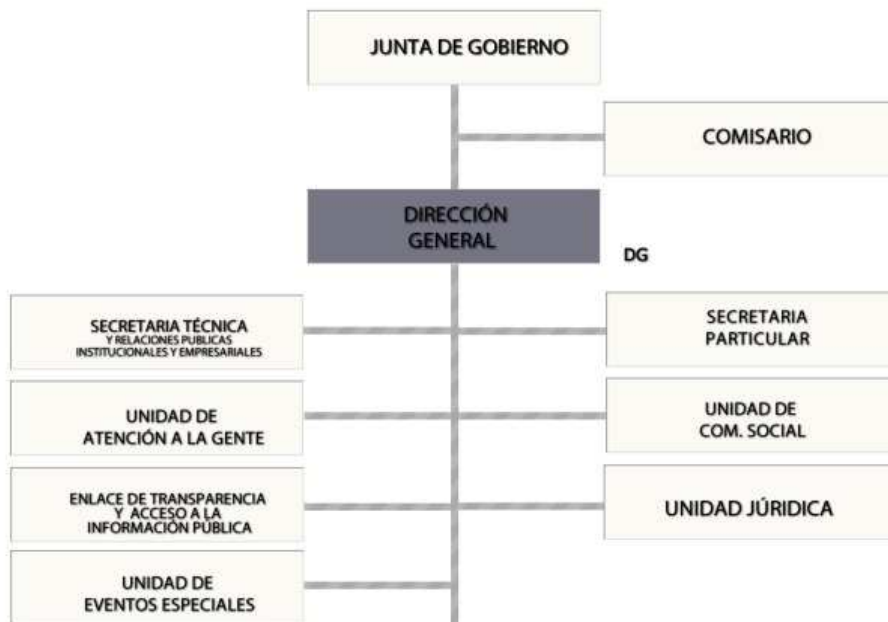 JUNTA DE GOBIERNO
COMISARIO
DIRECCIÓN
GENERAL
DG
SECRETARIA TÉCNICA
Y RELACIONES PUBLICAS
INSTITUCIONALES Y EMPRESARIALES
SECRETARIA
PARTICULAR
UNIDAD DE
ATENCIÓN A LA GENTE
UNIDAD DE
COM. SOCIAL
ENLACE DE TRANSPARENCIA
Y ACCESO A LA
INFORMACIÓN PÚBLICA
UNIDAD JÚRIDICA
UNIDAD DE
EVENTOS ESPECIALES